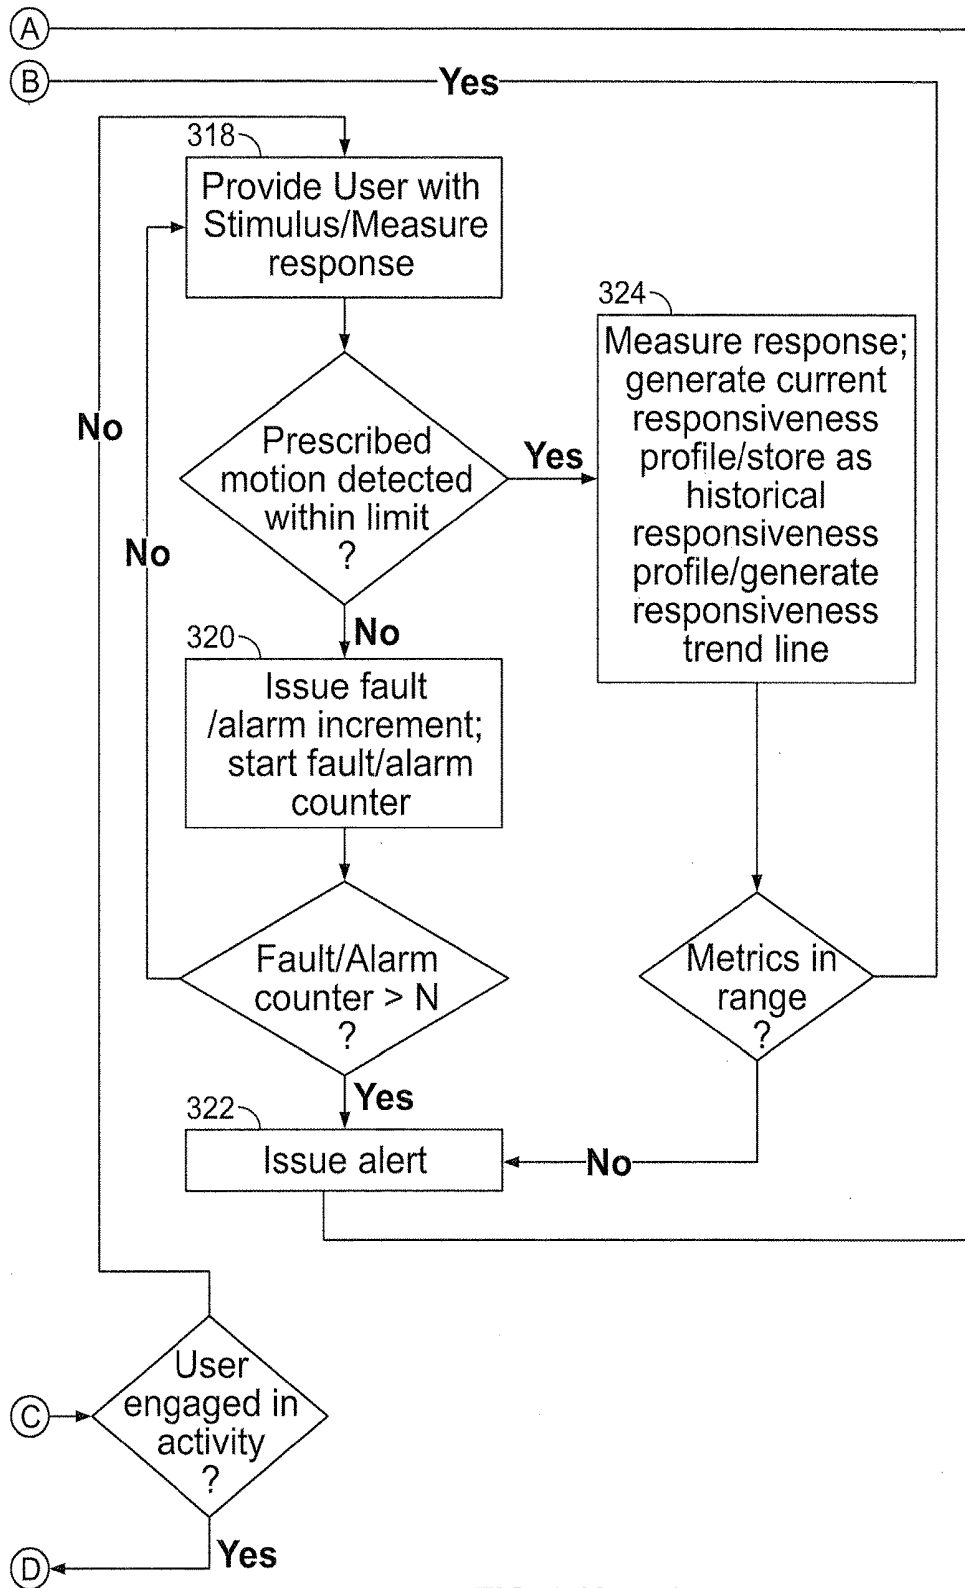 A
B
Yes
318
Provide User with
Stimulus/Measure
response
324
Measure response;
generate current
responsiveness
profile/store as
historical
responsiveness
profile/generate
responsiveness
trend line
No
Prescribed
motion detected
within limit
?
Yes
No
No
320
Issue fault
/alarm increment;
start fault/alarm
counter
Fault/Alarm
counter > N
?
Metrics in
range
?
Yes
322
Issue alert
No
User
engaged in
activity
?
C
Yes
D